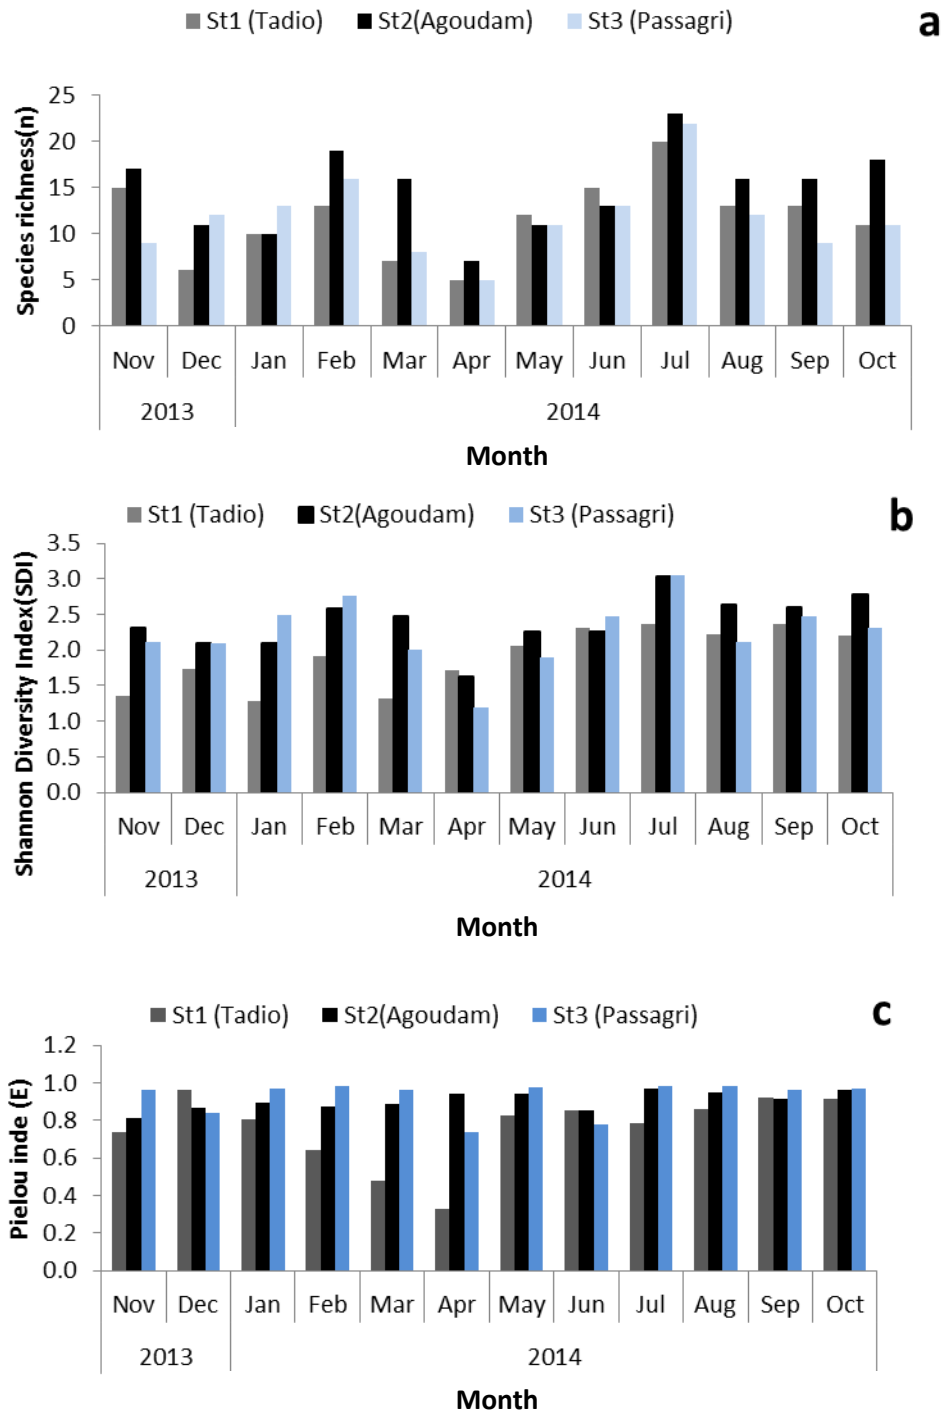 St1 (Tadio) St2(Agoudam) St3 (Passagri) a
Species richness(n)
25
20
15
10
5
0
Nov Dec Jan Feb Mar Apr May Jun Jul Aug Sep Oct
2013 2014
Month
St1 (Tadio) St2(Agoudam) St3 (Passagri) b
Shannon Diversity Index(SDI)
3.5
3.0
2.5
2.0
1.5
1.0
0.5
0.0
Nov Dec Jan Feb Mar Apr May Jun Jul Aug Sep Oct
2013 2014
Month
St1 (Tadio) St2(Agoudam) St3 (Passagri) c
Pielou inde (E)
1.2
1.0
0.8
0.6
0.4
0.2
0.0
Nov Dec Jan Feb Mar Apr May Jun Jul Aug Sep Oct
2013 2014
Month